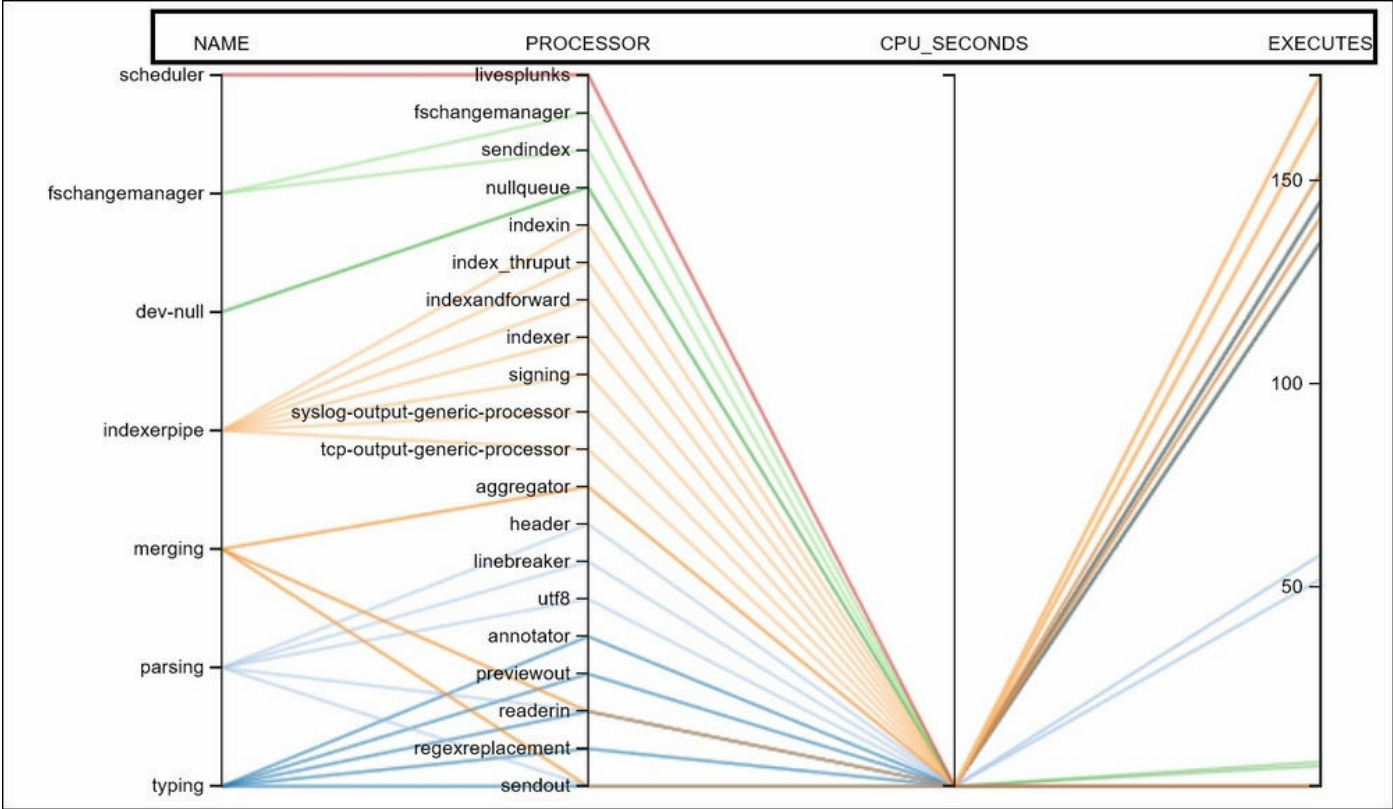 NAME PROCESSOR CPU_SECONDS EXECUTES
scheduler
fschangemanager
dev-null
indexerpipe
merging
parsing
typing
livesplunks
fschangemanager
sendindex
nullqueue
indexin
index_thruput
indexandforward
indexer
signing
syslog-output-generic-processor
tcp-output-generic-processor
aggregator
header
linebreaker
utf8
annotator
previewout
readerin
regexreplacement
sendout
150
100
50